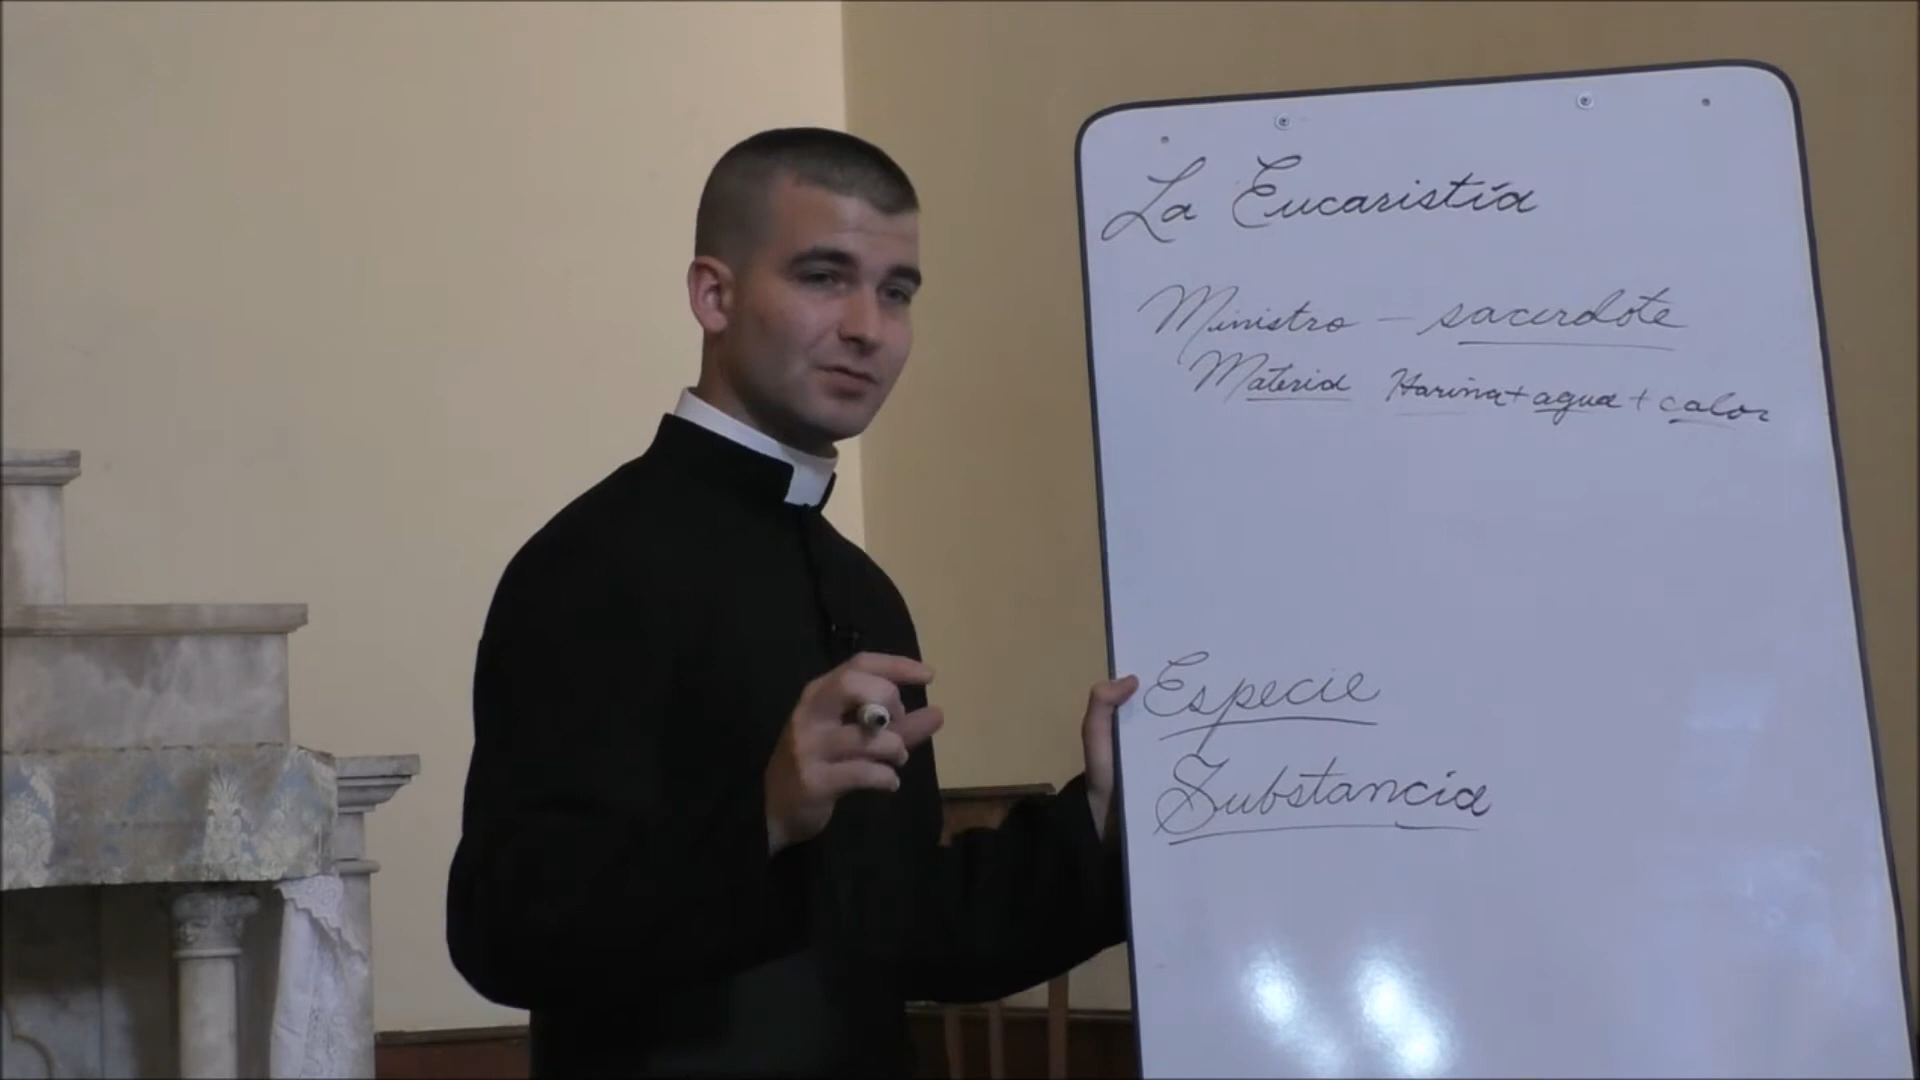 La Eucaristía
Ministro - sacerdote
Materia Harina + agua + calor
Especie
Substancia